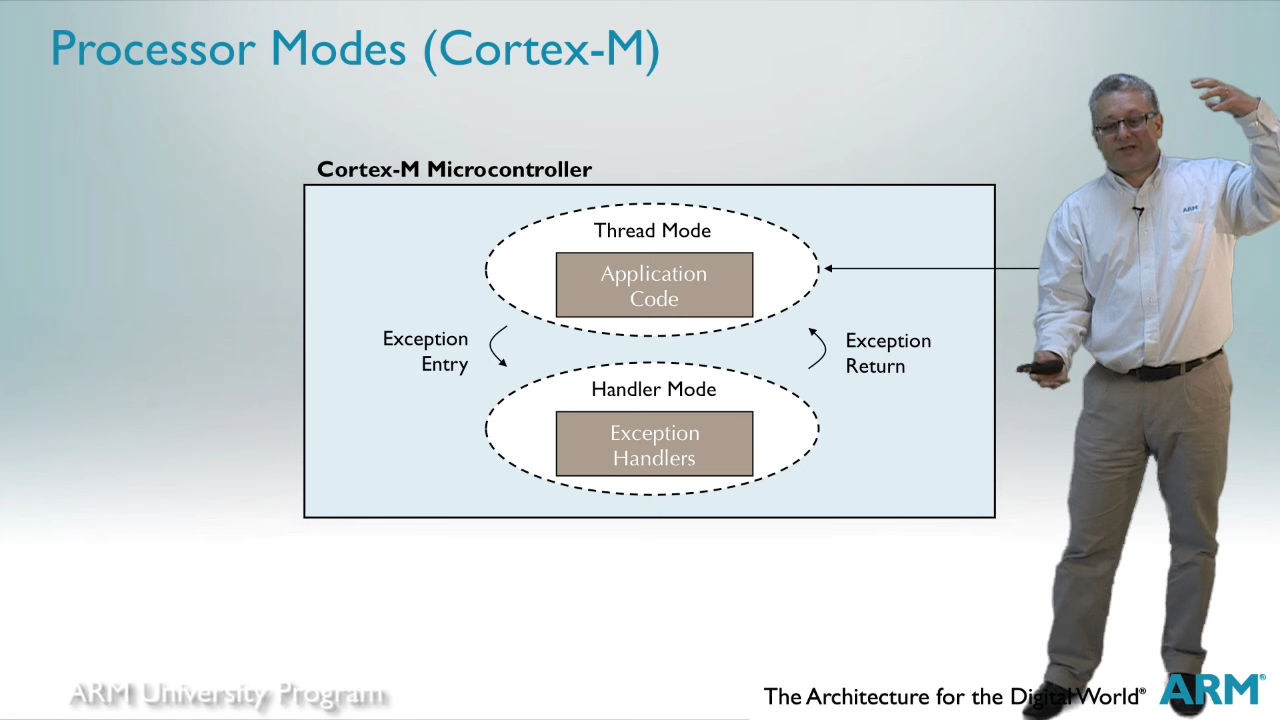 Processor Modes (Cortex-M)
Cortex-M Microcontroller
Thread Mode
Application
Code
Exception
Entry
Exception
Return
Handler Mode
Exception
Handlers
ARM
ARM University Program
The Architecture for the Digital World®
ARM®